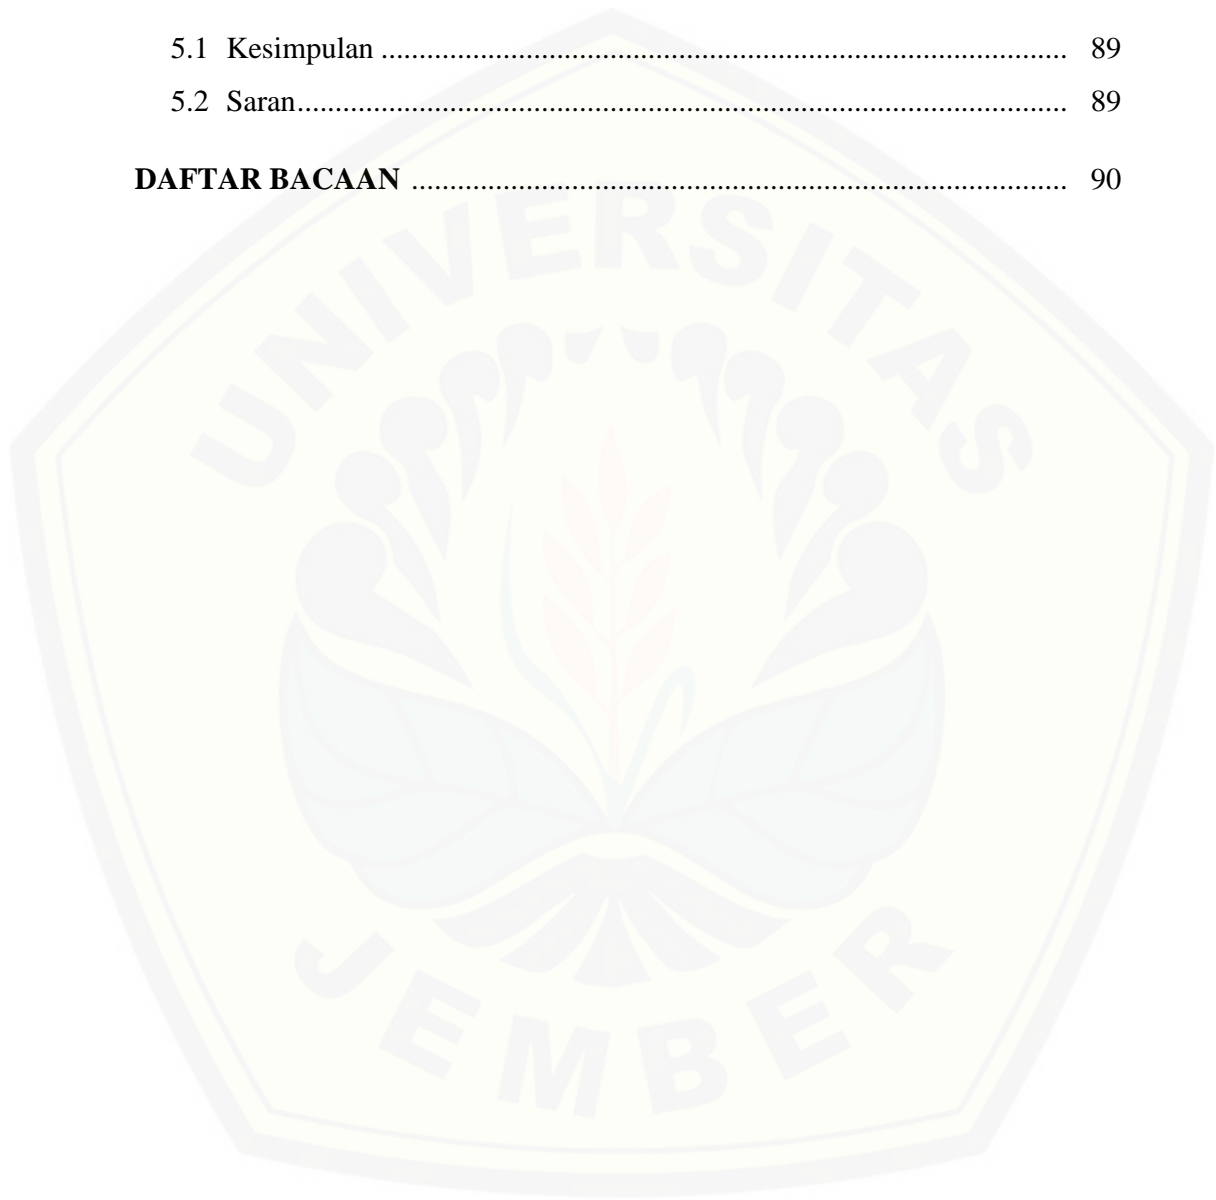 5.1 Kesimpulan ........................................................................... 89
5.2 Saran..................................................................................... 89
DAFTAR BACAAN ........................................................................ 90
UNIVERSITAS
JEMBER